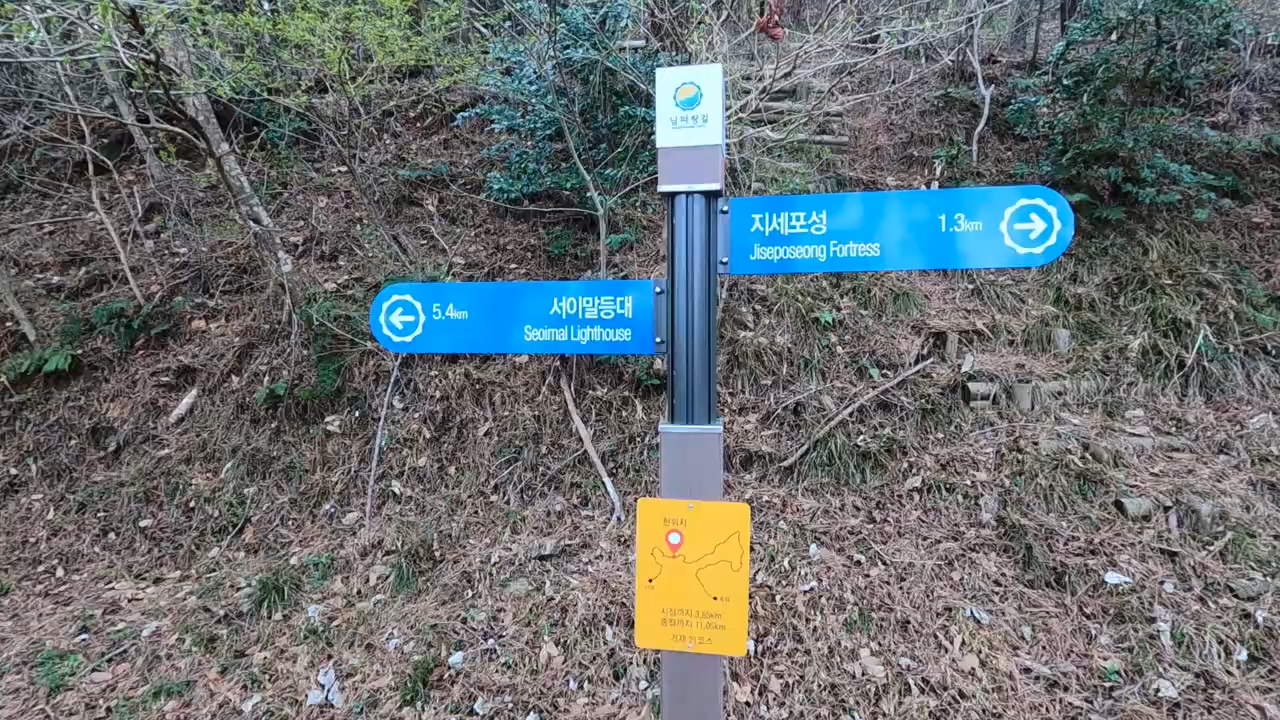 남파랑길
지세포성
1.3km
Jiseposeong Fortress
5.4km
서이말등대
Seoimal Lighthouse
현위치
시점까지 3.65km
종점까지 11.05km
거제 21코스